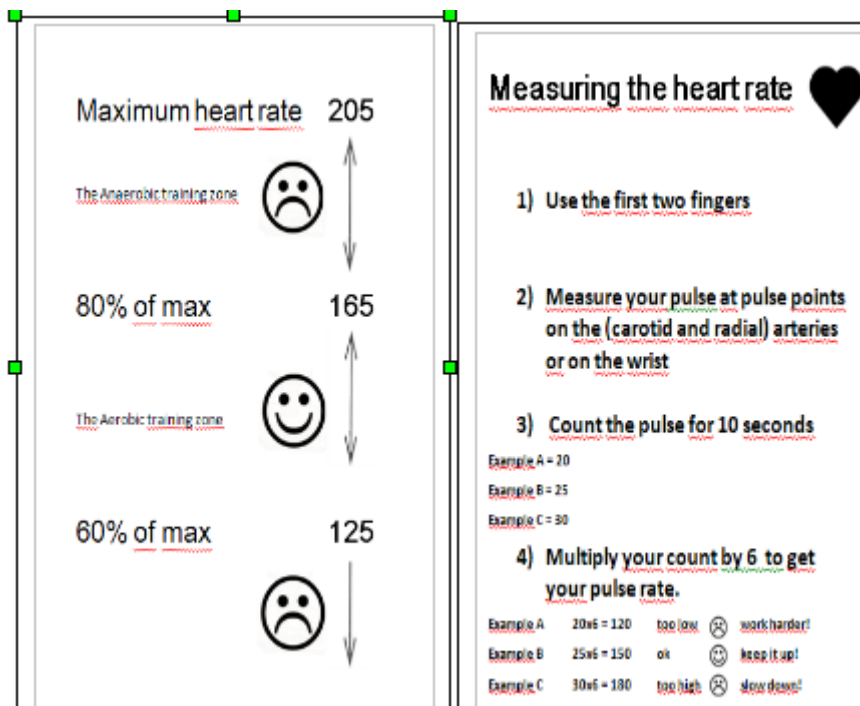 Maximum heart rate 205
The Anaerobic training zone
80% of max 165
The Aerobic training zone
60% of max 125
Measuring the heart rate
1) Use the first two fingers
2) Measure your pulse at pulse points
on the (carotid and radial) arteries
or on the wrist
3) Count the pulse for 10 seconds
Example A = 20
Example B = 25
Example C = 30
4) Multiply your count by 6 to get
your pulse rate.
Example A 20x6 = 120 too low work harder!
Example B 25x6 = 150 ok keep it up!
Example C 30x6 = 180 too high slow down!